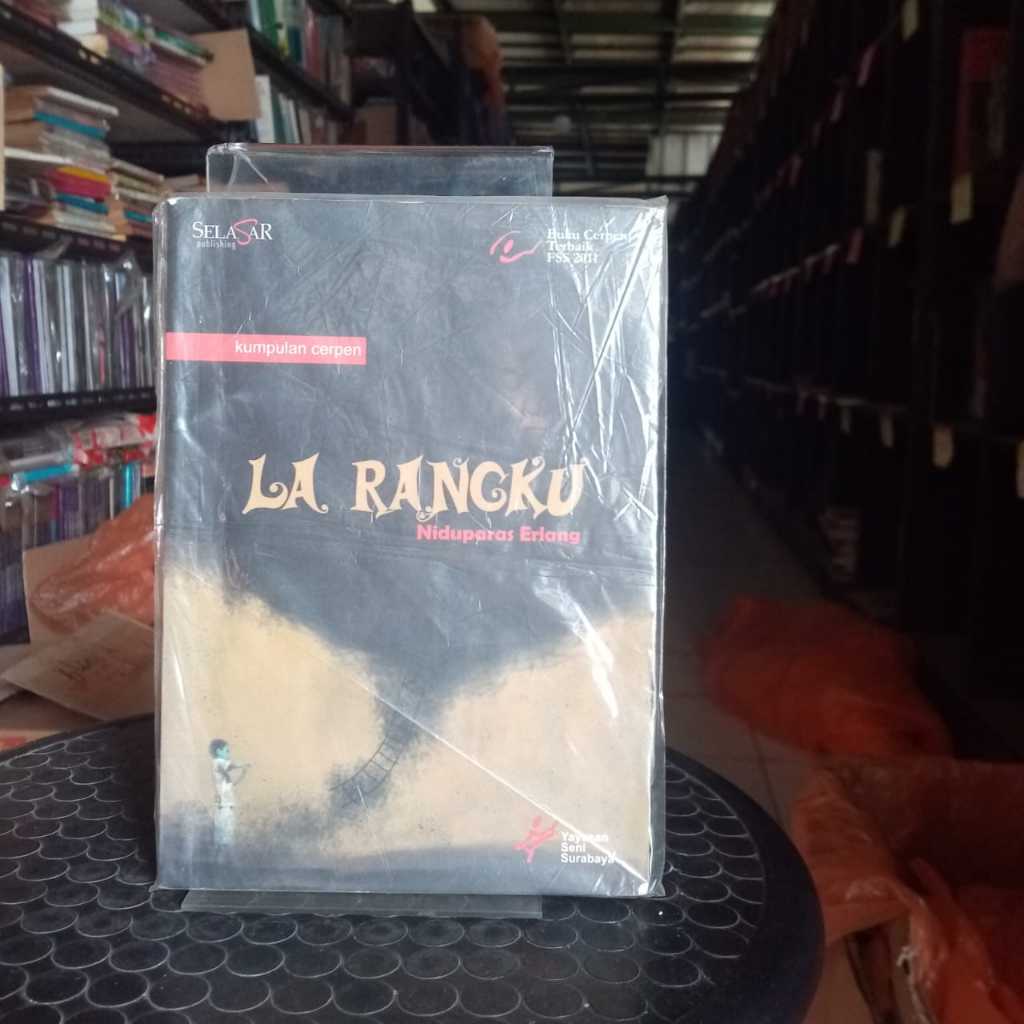 SELASAR
publishing
Buku Cerpen
Terbaik
FSS 2011
kumpulan cerpen
LA RANGKU
Niduparas Erlang
Yayasan
Seni
Surabaya